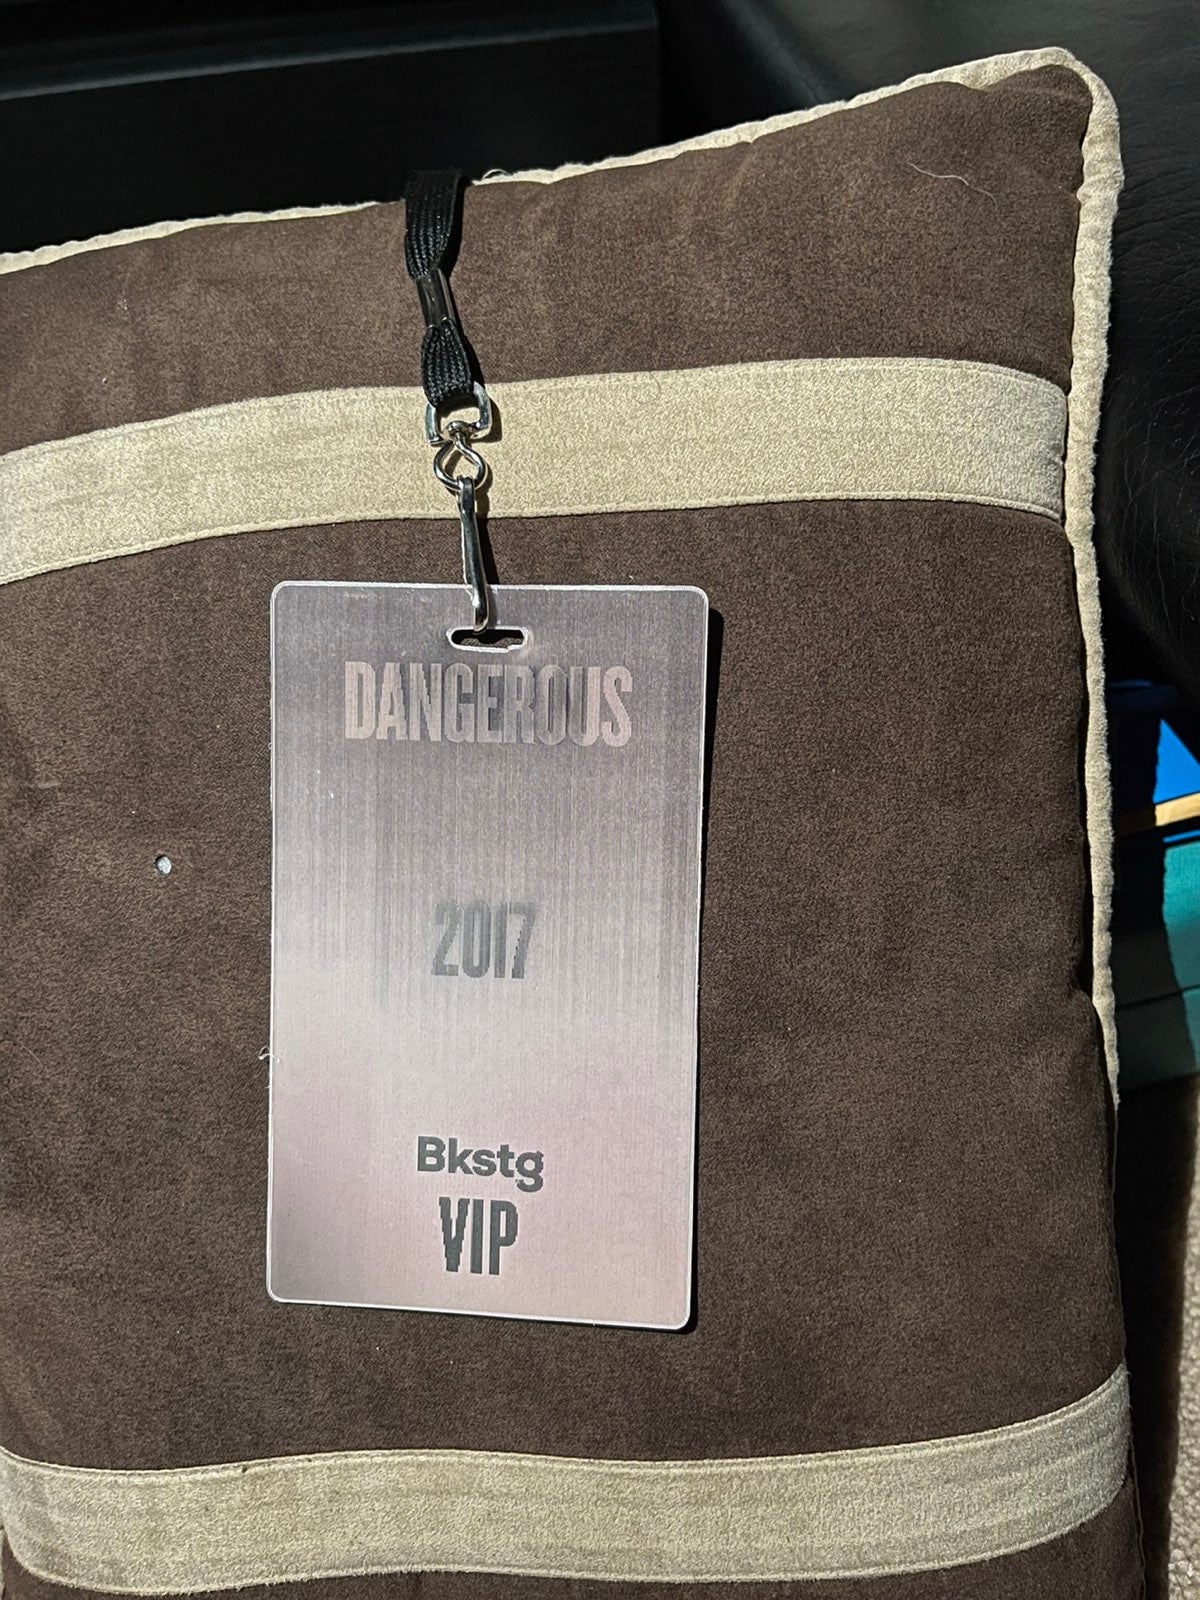 DANGEROUS
2017
Bkstg
VIP